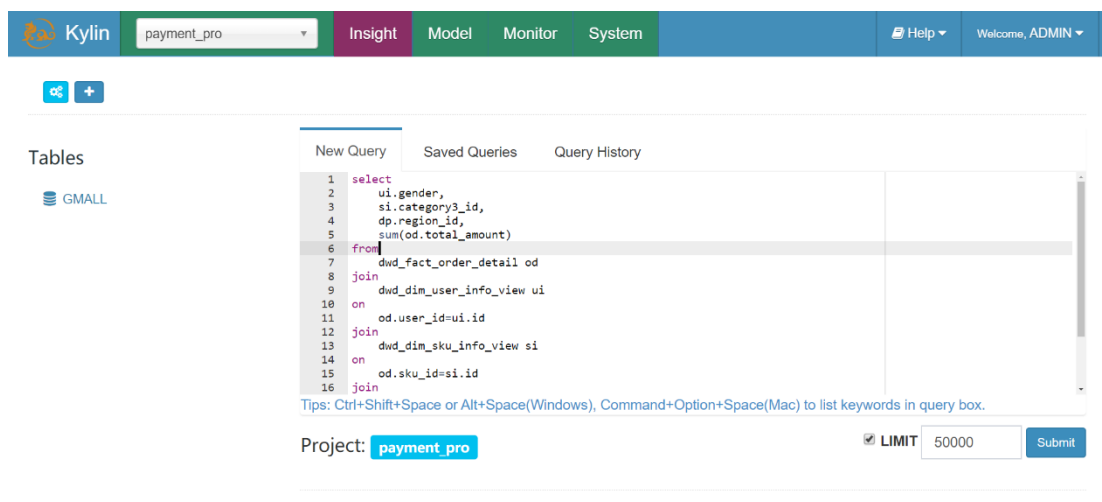 Kylin payment_pro Insight Model Monitor System Help Welcome, ADMIN
Tables
GMALL
New Query Saved Queries Query History
1 select
2 ui.gender,
3 si.category3_id,
4 dp.region_id,
5 sum(od.total_amount)
6 from
7 dwd_fact_order_detail od
8 join
9 dwd_dim_user_info_view ui
10 on
11 od.user_id=ui.id
12 join
13 dwd_dim_sku_info_view si
14 on
15 od.sku_id=si.id
16 join
Tips: Ctrl+Shift+Space or Alt+Space(Windows), Command+Option+Space(Mac) to list keywords in query box.
Project: payment_pro LIMIT 50000 Submit